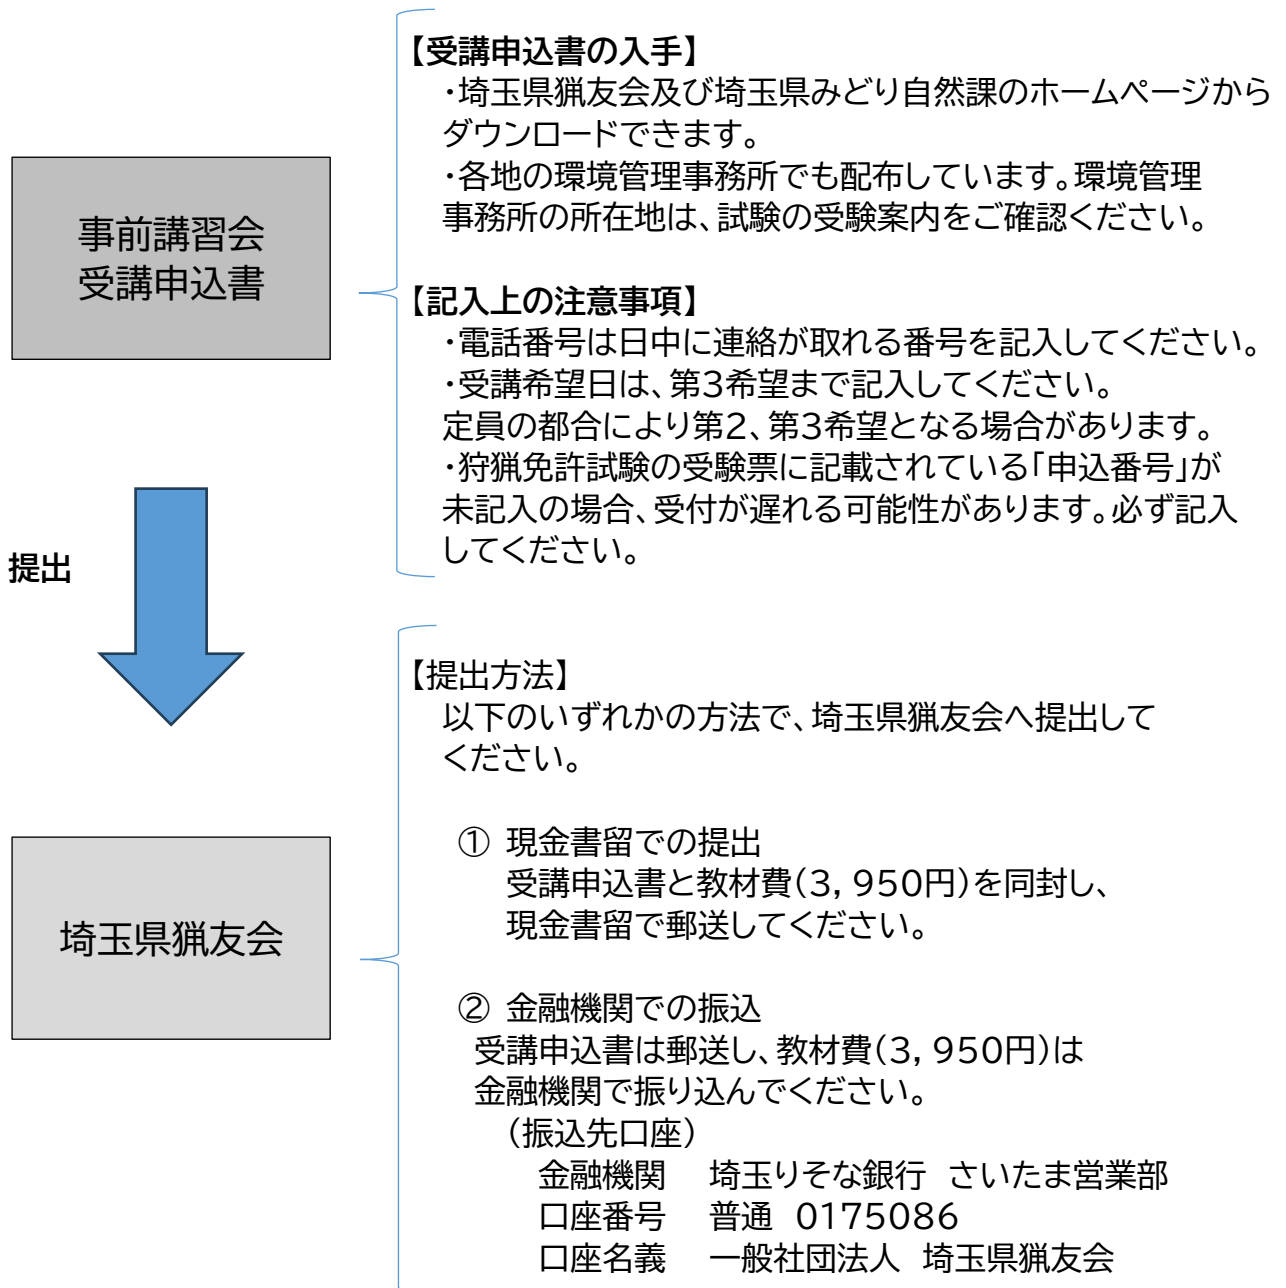 【受講申込書の入手】
・埼玉県猟友会及び埼玉県みどり自然課のホームページから
ダウンロードできます。
・各地の環境管理事務所でも配布しています。環境管理
事務所の所在地は、試験の受験案内をご確認ください。
事前講習会
受講申込書
【記入上の注意事項】
・電話番号は日中に連絡が取れる番号を記入してください。
・受講希望日は、第3希望まで記入してください。
定員の都合により第2、第3希望となる場合があります。
・狩猟免許試験の受験票に記載されている「申込番号」が
未記入の場合、受付が遅れる可能性があります。必ず記入
してください。
提出
【提出方法】
以下のいずれかの方法で、埼玉県猟友会へ提出して
ください。
埼玉県猟友会
① 現金書留での提出
受講申込書と教材費(3,950円)を同封し、
現金書留で郵送してください。
② 金融機関での振込
受講申込書は郵送し、教材費(3,950円)は
金融機関で振り込んでください。
(振込先口座)
金融機関 埼玉りそな銀行 さいたま営業部
口座番号 普通 0175086
口座名義 一般社団法人 埼玉県猟友会